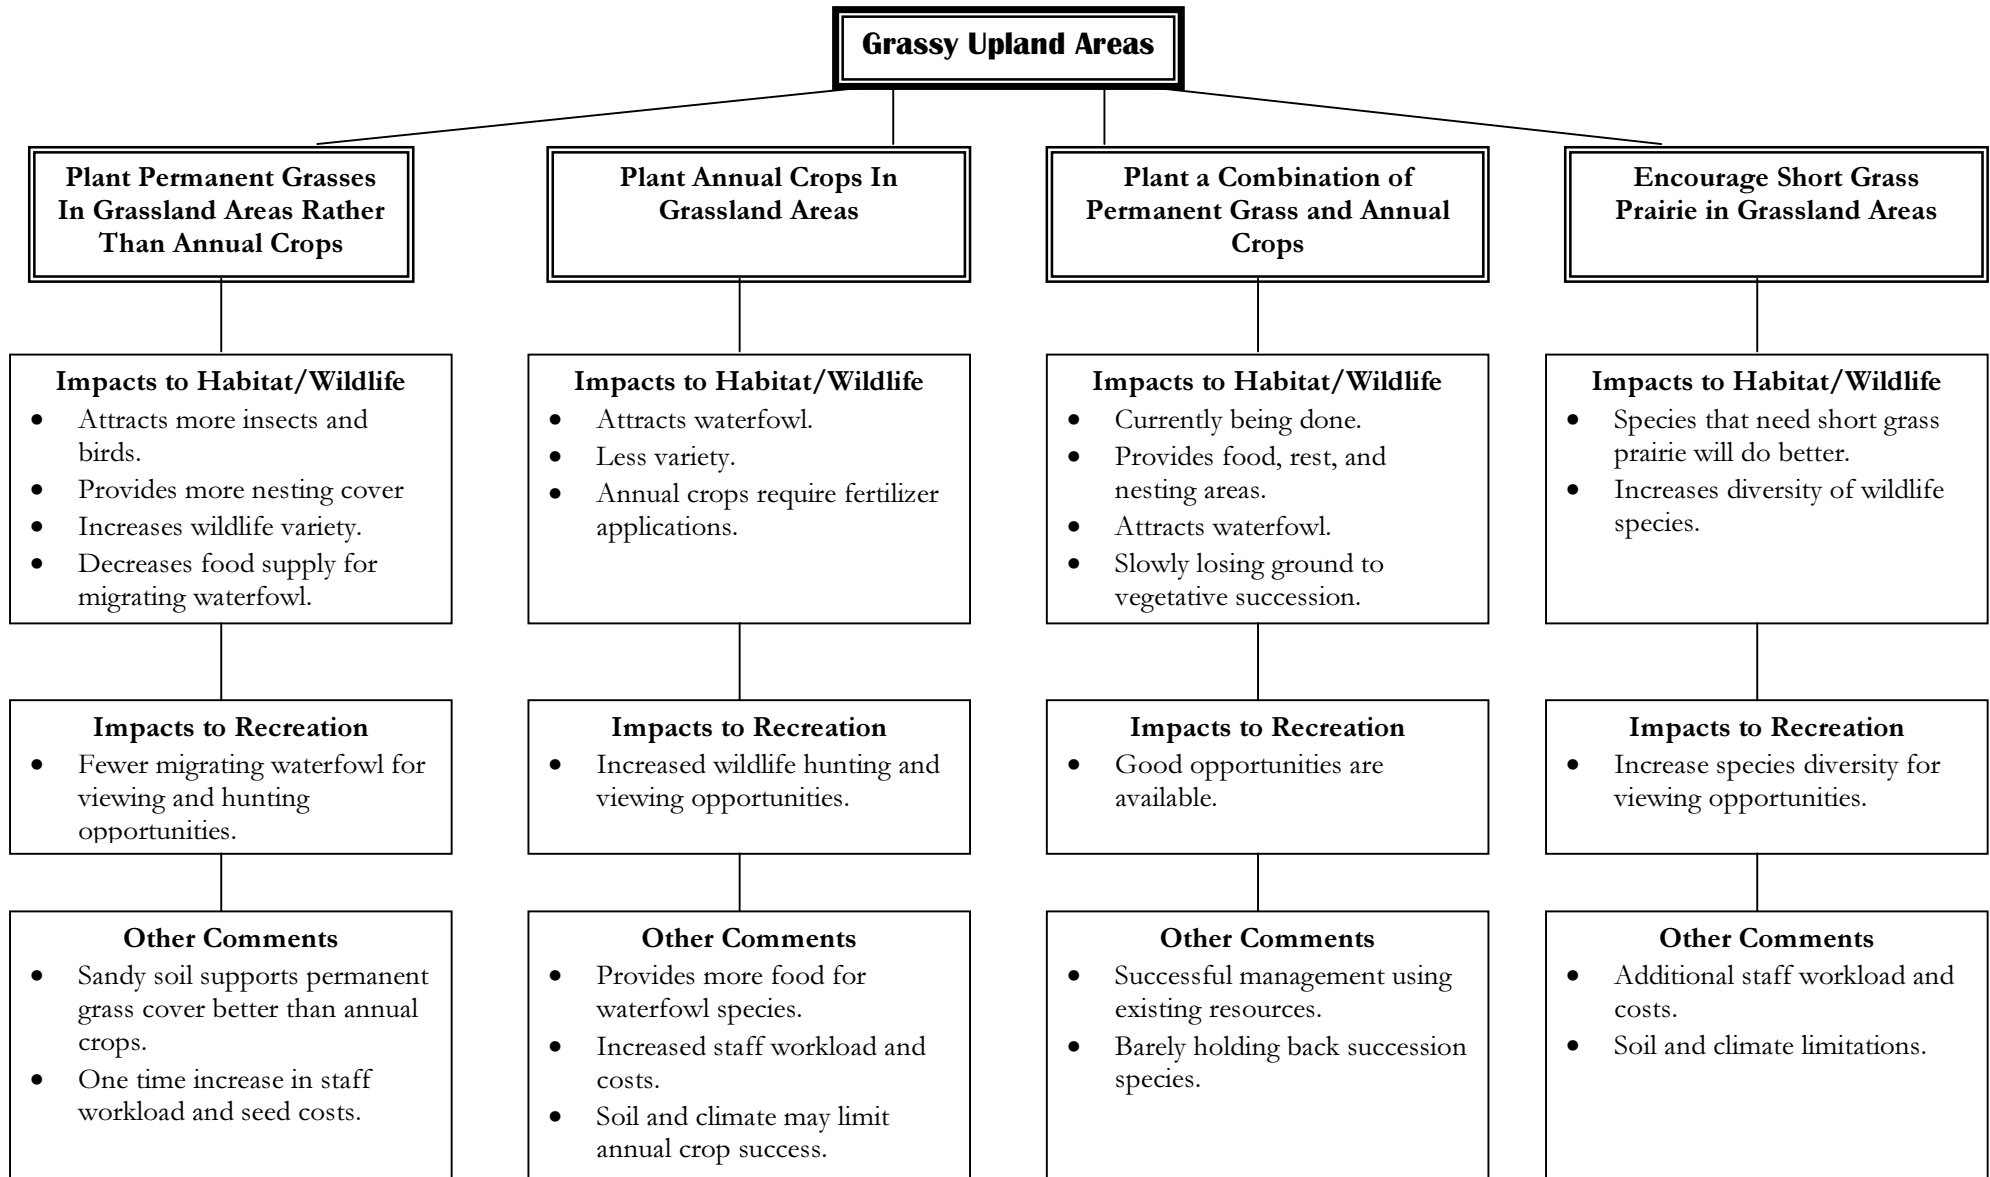 Grassy Upland Areas
Plant Permanent Grasses
In Grassland Areas Rather
Than Annual Crops
Plant Annual Crops In
Grassland Areas
Plant a Combination of
Permanent Grass and Annual
Crops
Encourage Short Grass
Prairie in Grassland Areas
Impacts to Habitat/Wildlife
• Attracts more insects and
birds.
• Provides more nesting cover
• Increases wildlife variety.
• Decreases food supply for
migrating waterfowl.
Impacts to Habitat/Wildlife
• Attracts waterfowl.
• Less variety.
• Annual crops require fertilizer
applications.
Impacts to Habitat/Wildlife
• Currently being done.
• Provides food, rest, and
nesting areas.
• Attracts waterfowl.
• Slowly losing ground to
vegetative succession.
Impacts to Habitat/Wildlife
• Species that need short grass
prairie will do better.
• Increases diversity of wildlife
species.
Impacts to Recreation
• Fewer migrating waterfowl for
viewing and hunting
opportunities.
Impacts to Recreation
• Increased wildlife hunting and
viewing opportunities.
Impacts to Recreation
• Good opportunities are
available.
Impacts to Recreation
• Increase species diversity for
viewing opportunities.
Other Comments
• Sandy soil supports permanent
grass cover better than annual
crops.
• One time increase in staff
workload and seed costs.
Other Comments
• Provides more food for
waterfowl species.
• Increased staff workload and
costs.
• Soil and climate may limit
annual crop success.
Other Comments
• Successful management using
existing resources.
• Barely holding back succession
species.
Other Comments
• Additional staff workload and
costs.
• Soil and climate limitations.